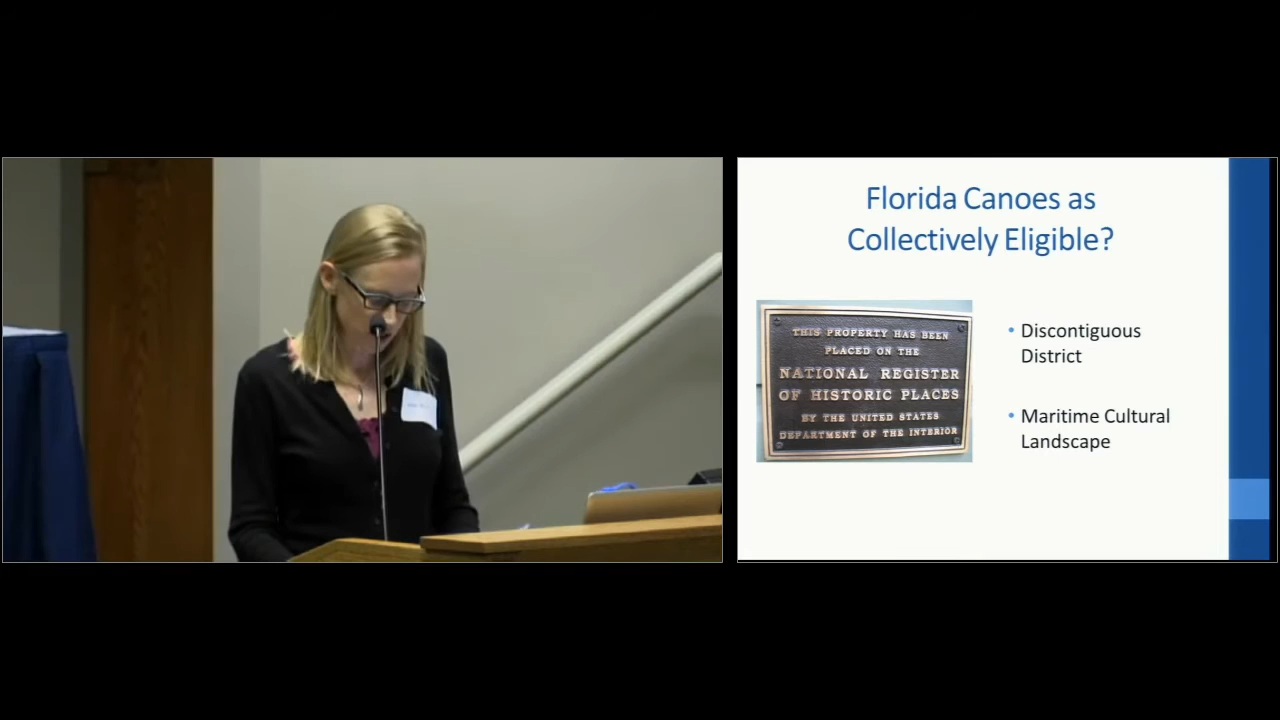 Florida Canoes as
Collectively Eligible?
THIS PROPERTY HAS BEEN
PLACED ON THE
NATIONAL REGISTER
OF HISTORIC PLACES
BY THE UNITED STATES
DEPARTMENT OF THE INTERIOR
• Discontiguous
District
• Maritime Cultural
Landscape